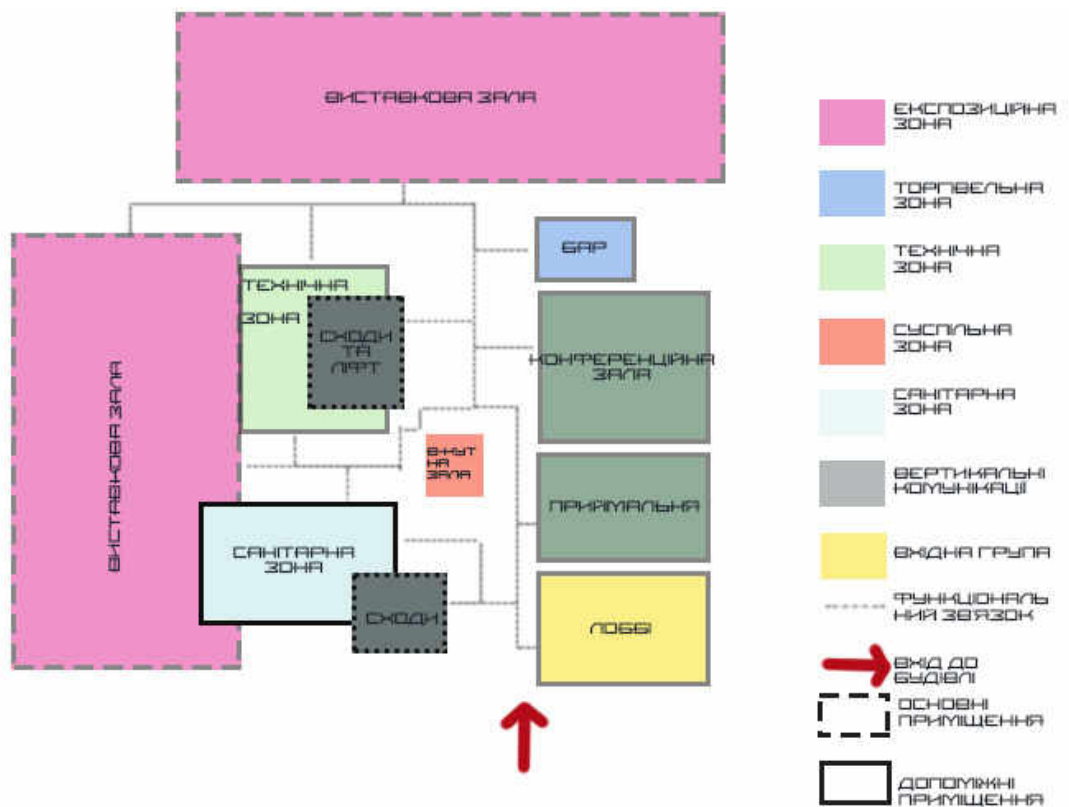 ВИСТАВКОВА ЗАЛА
БАР
ТЕХНІЧНА
ЗОНА
СХОДИ
ТА
ЛІФТ
КОНФЕРЕНЦІЙНА
ЗАЛА
ВИСТАВКОВА ЗАЛА
НА
ЗАЛА
ПРИЙМАЛЬНЯ
САНІТАРНА
ЗОНА
СХОДИ
ЛОББІ
ЕКСПОЗИЦІЙНА
ЗОНА
ТОРГІВЕЛЬНА
ЗОНА
ТЕХНІЧНА
ЗОНА
СУСПІЛЬНА
ЗОНА
САНІТАРНА
ЗОНА
ВЕРТИКАЛЬНІ
КОМУНІКАЦІЇ
ВХІДНА ГРУПА
ФУНКЦІОНАЛЬ
НИЙ ЗВ'ЯЗОК
ВХІД ДО
БУДІВЛІ
ОСНОВНІ
ПРИМІЩЕННЯ
ДОПОМІЖНІ
ПРИМІЩЕННЯ